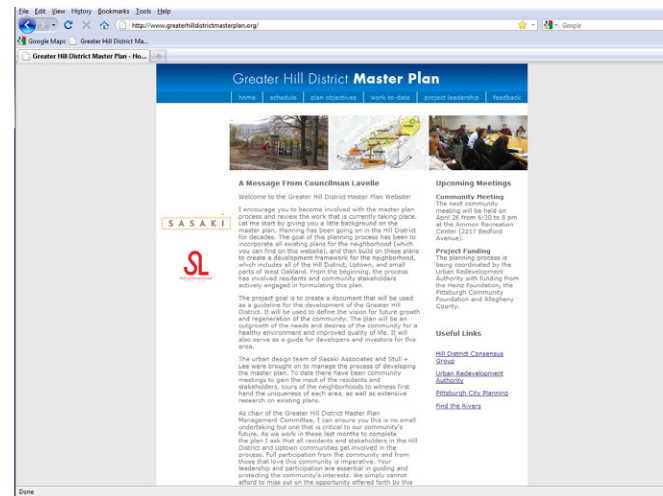 File Edit View History Bookmarks Tools Help
http://www.greaterhilldistrictmasterplan.org/
Google
Google Maps Greater Hill District Ma...
Greater Hill District Master Plan - Ho...
Greater Hill District Master Plan
home schedule plan objectives work-to-date project leadership feedback
A Message From Councilman Lavelle
Welcome to the Greater Hill District Master Plan Website!
I encourage you to become involved with the master plan
process and review the work that is currently taking place.
Let me start by giving you a little background on the
master plan. Planning has been going on in the Hill District
for decades. The goal of this planning process has been to
incorporate all existing plans for the neighborhood (which
you can find on this website), and then build on these plans
to create a development framework for the neighborhood,
which includes all of the Hill District, Uptown, and small
parts of West Oakland. From the beginning, the process
has involved residents and community stakeholders
actively engaged in formulating this plan.
The project goal is to create a document that will be used
as a guideline for the development of the Greater Hill
District. It will be used to define the vision for future growth
and regeneration of the community. The plan will be an
outgrowth of the needs and desires of the community for a
healthy environment and improved quality of life. It will
also serve as a guide for developers and investors for this
area.
The urban design team of Sasaki Associates and Stull +
Lee were brought on to manage the process of developing
the master plan. To date there have been community
meetings to gain the input of the residents and
stakeholders, tours of the neighborhoods to witness first
hand the uniqueness of each area, as well as extensive
research on existing plans.
As chair of the Greater Hill District Master Plan
Management Committee, I can ensure you this is no small
undertaking but one that is critical to our community's
future. As we work in these last months to complete
the plan I ask that all residents and stakeholders in the Hill
District and Uptown communities get involved in the
process. Full participation from the community and from
those that love this community is imperative. Your
leadership and participation are essential in guiding and
protecting the community's interests. We simply cannot
afford to miss out on the opportunity offered forth by this
SASAKI
SL
Upcoming Meetings
Community Meeting
The next community
meeting will be held on
April 26 from 6:30 to 8 pm
at the Ammon Recreation
Center (2217 Bedford
Avenue).
Project Funding
The planning process is
being coordinated by the
Urban Redevelopment
Authority with funding from
the Heinz Foundation, the
Pittsburgh Community
Foundation and Allegheny
County.
Useful Links
Hill District Consensus
Group
Urban Redevelopment
Authority
Pittsburgh City Planning
Find the Rivers
Done